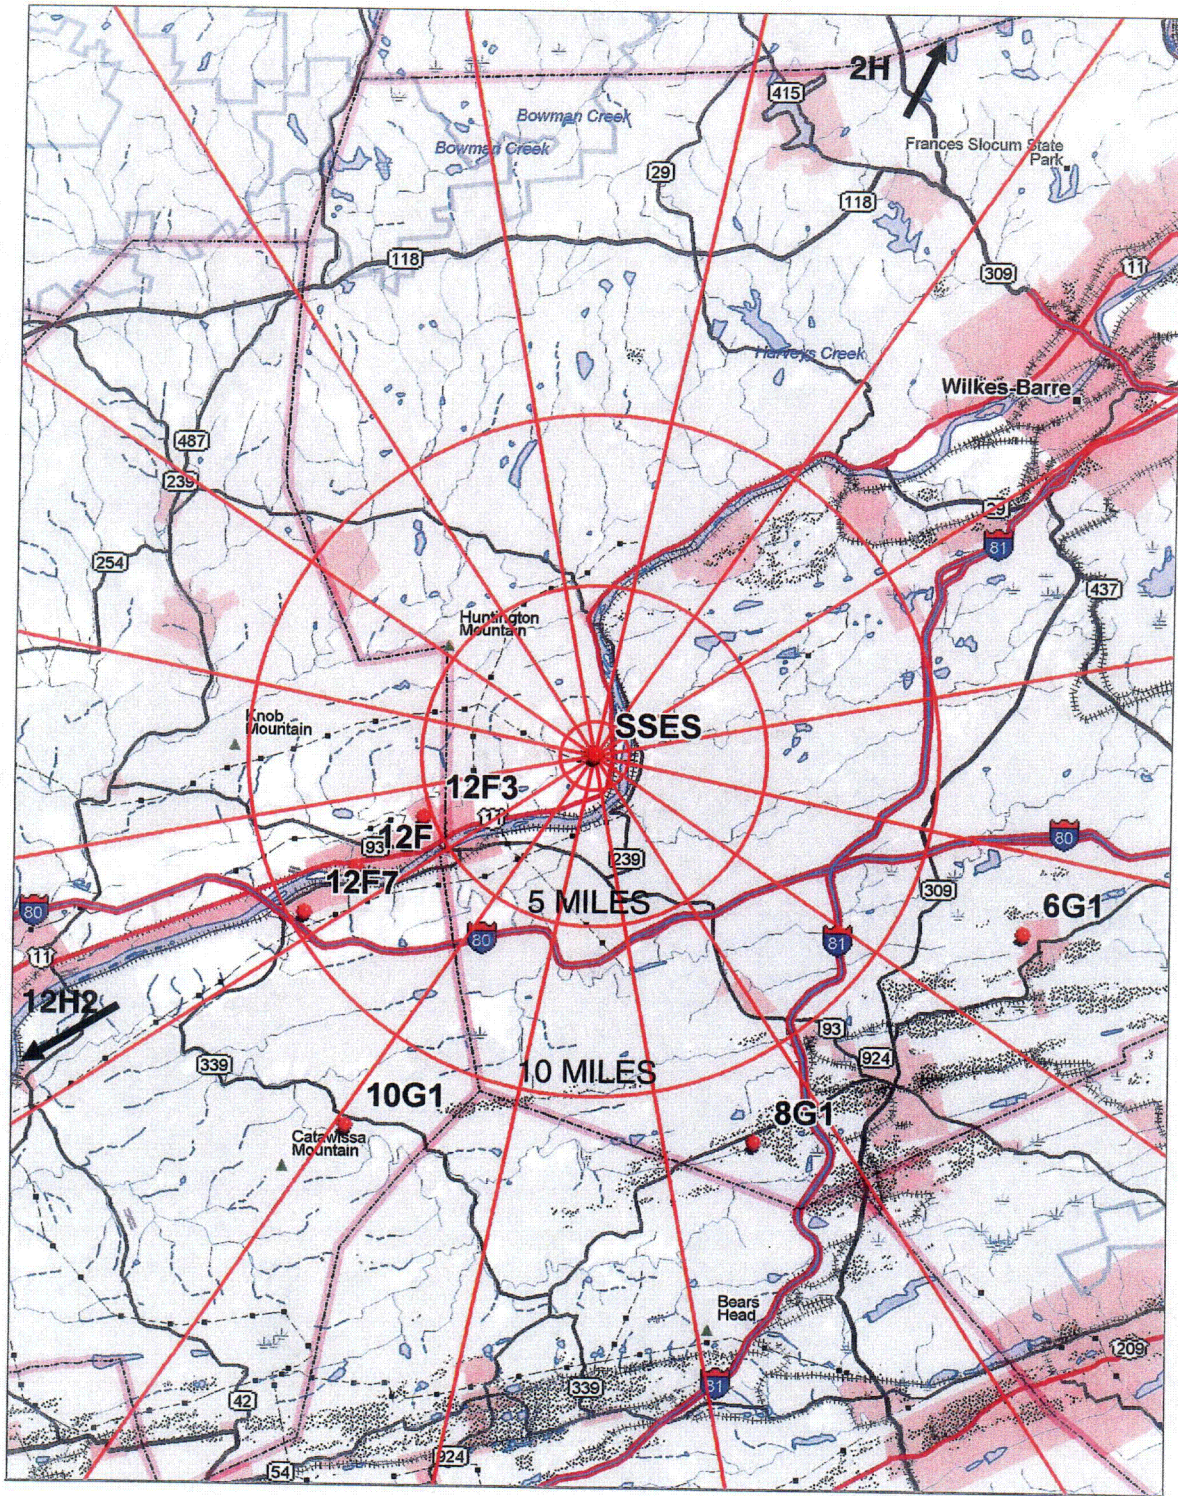 2H
415
Bowman Creek
Bowman Creek
Frances Slocum State
Park
29
118
118
309
11
Harveys Creek
Wilkes-Barre
487
239
29
81
254
437
Huntington
Mountain
Knob
Mountain
SSES
12F3
11
12F
93
239
80
12F7
5 MILES
309
6G1
80
80
81
11
12H2
93
924
339
10 MILES
10G1
8G1
Catawissa
Mountain
Bears
Head
209
339
81
42
924
54